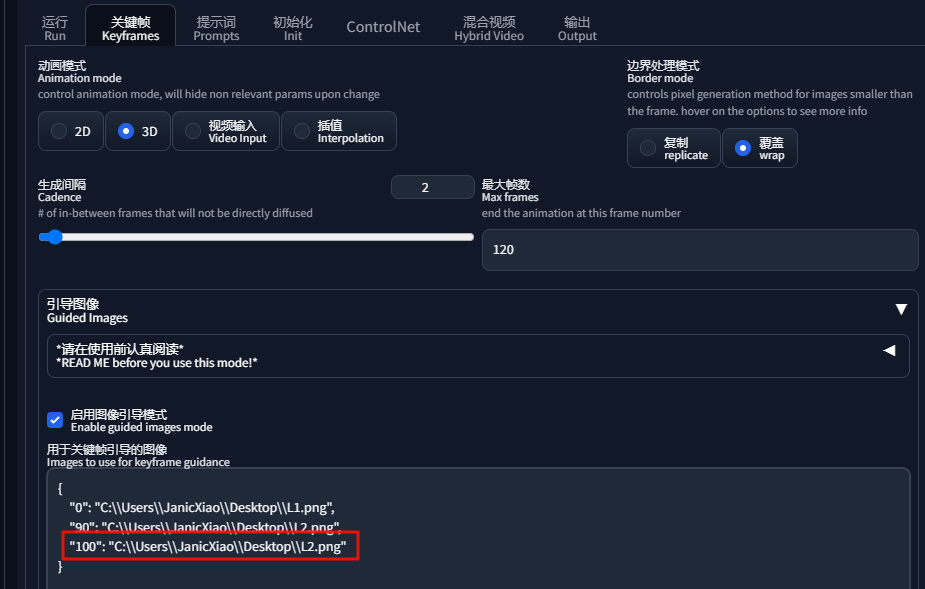 运行
Run
关键帧
Keyframes
提示词
Prompts
初始化
Init
ControlNet
混合视频
Hybrid Video
输出
Output
动画模式
Animation mode
control animation mode, will hide non relevant params upon change
2D
3D
视频输入
Video Input
插值
Interpolation
边界处理模式
Border mode
controls pixel generation method for images smaller than
the frame. hover on the options to see more info
复制
replicate
覆盖
wrap
生成间隔
Cadence
# of in-between frames that will not be directly diffused
2
最大帧数
Max frames
end the animation at this frame number
120
引导图像
Guided Images
*请在使用前认真阅读*
*READ ME before you use this mode!*
启用图像引导模式
Enable guided images mode
用于关键帧引导的图像
Images to use for keyframe guidance
{
"0": "C:\\Users\\JanicXiao\\Desktop\\L1.png",
"90": "C:\\Users\\JanicXiao\\Desktop\\L2.png",
"100": "C:\\Users\\JanicXiao\\Desktop\\L2.png"
}